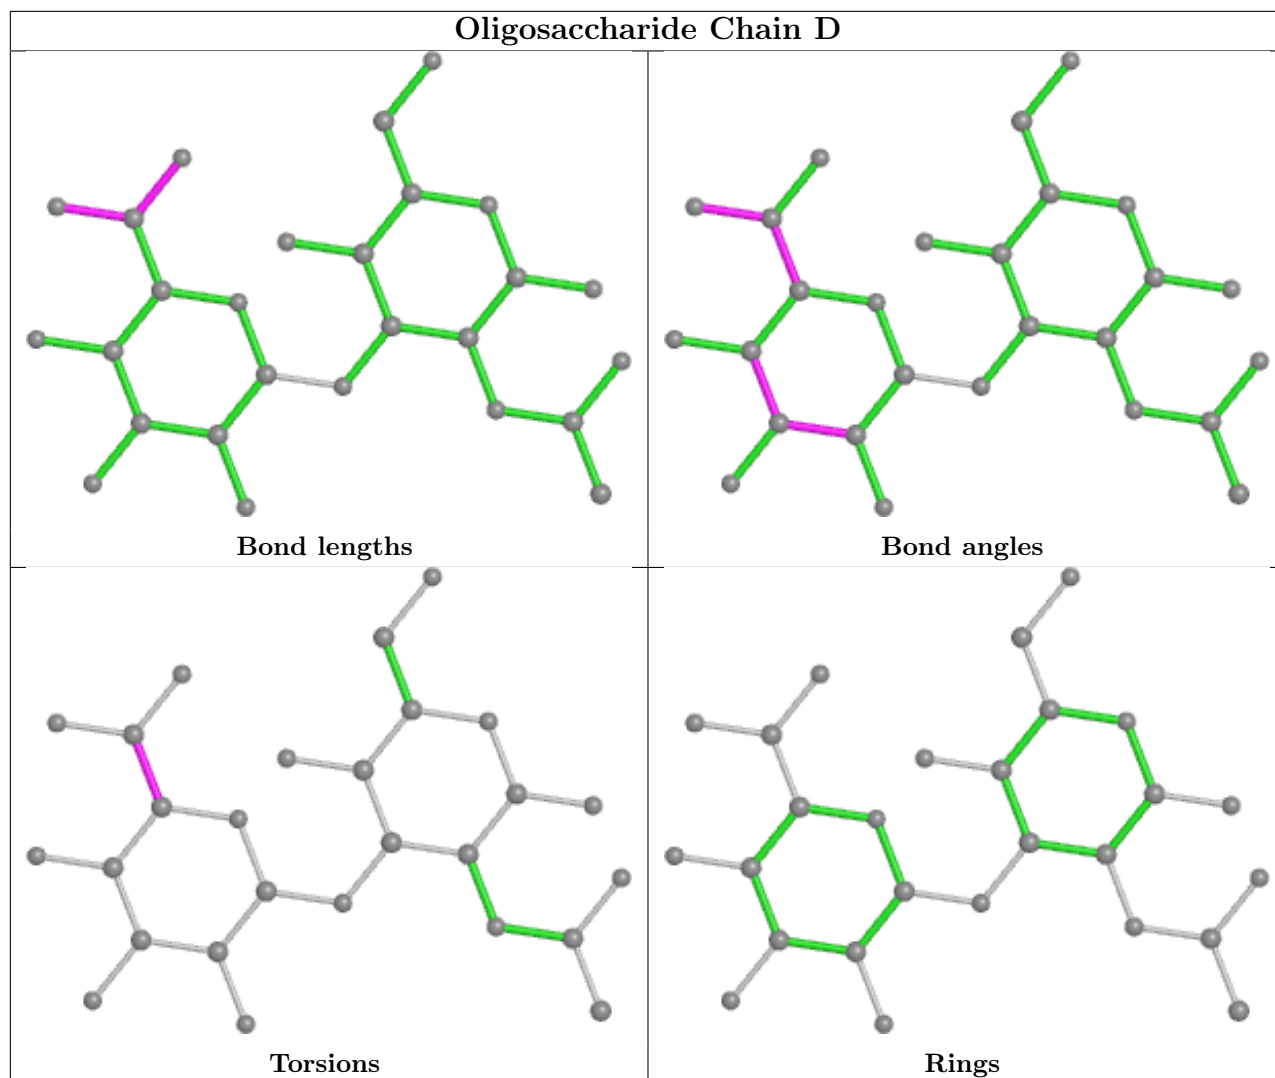 Oligosaccharide Chain D
Bond lengths
Bond angles
Torsions
Rings